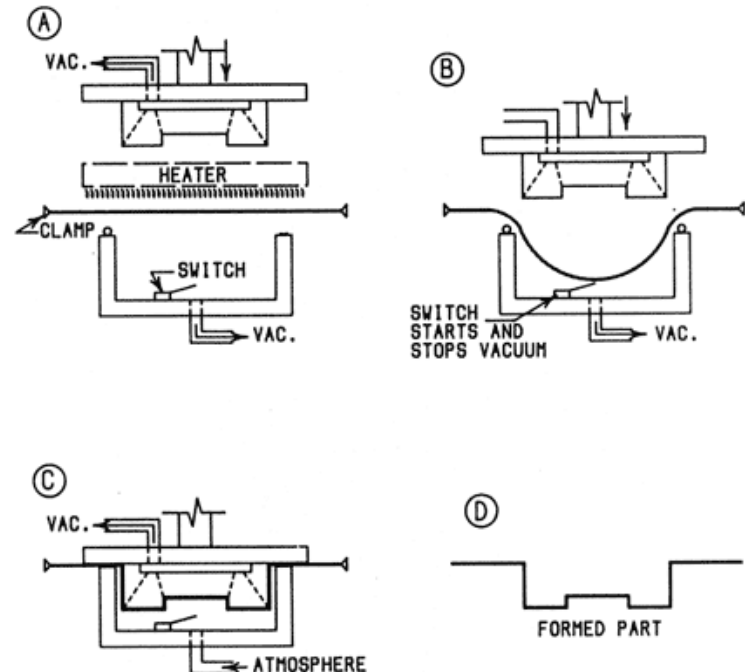 A
VAC.
HEATER
CLAMP
SWITCH
VAC.
B
SWITCH
STARTS AND
STOPS VACUUM
VAC.
C
VAC.
ATMOSPHERE
D
FORMED PART